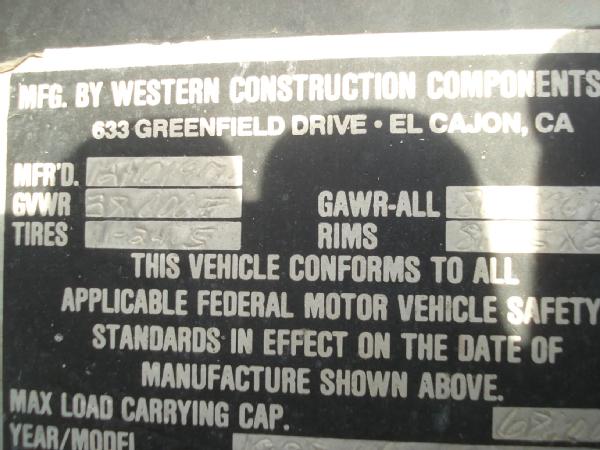 MFG. BY WESTERN CONSTRUCTION COMPONENTS
633 GREENFIELD DRIVE • EL CAJON, CA
MFR'D.
GVWR GAWR-ALL
TIRES RIMS
THIS VEHICLE CONFORMS TO ALL
APPLICABLE FEDERAL MOTOR VEHICLE SAFETY
STANDARDS IN EFFECT ON THE DATE OF
MANUFACTURE SHOWN ABOVE.
MAX LOAD CARRYING CAP.
YEAR/MODEL